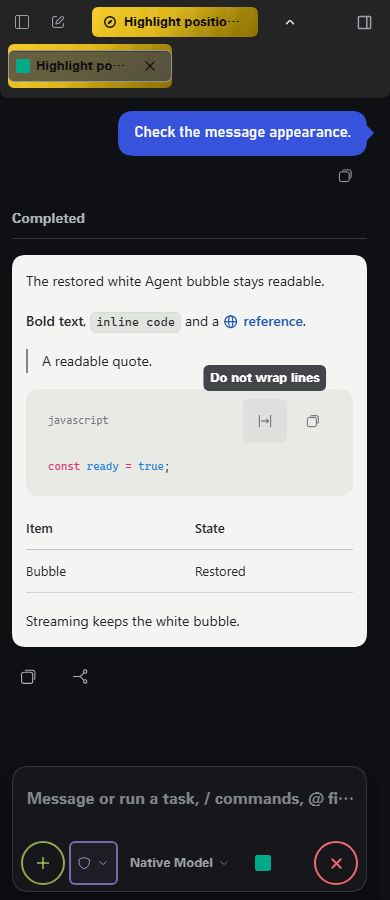 Highlight positio···
Highlight po···
Check the message appearance.
Completed
The restored white Agent bubble stays readable.
Bold text, inline code and a reference.
A readable quote.
Do not wrap lines
javascript
const ready = true;
Item State
Bubble Restored
Streaming keeps the white bubble.
Message or run a task, / commands, @ fi···
Native Model